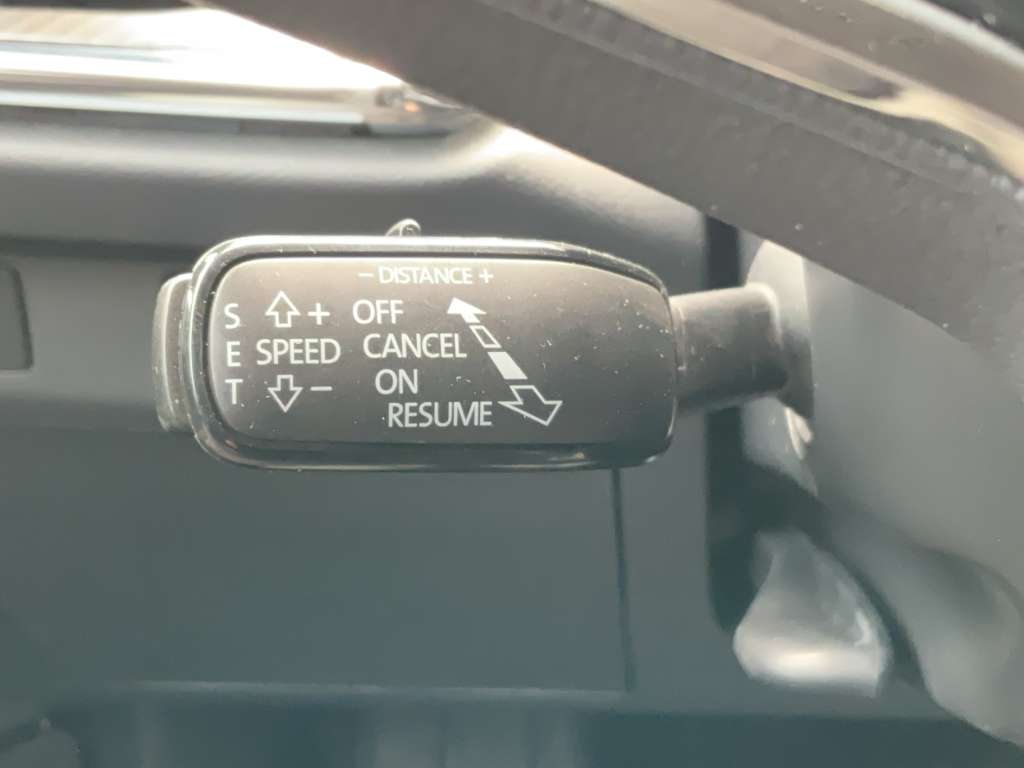 − DISTANCE +
S + OFF
E SPEED CANCEL
T − ON
RESUME